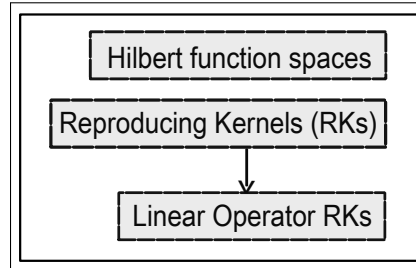 Hilbert function spaces
Reproducing Kernels (RKs)
Linear Operator RKs